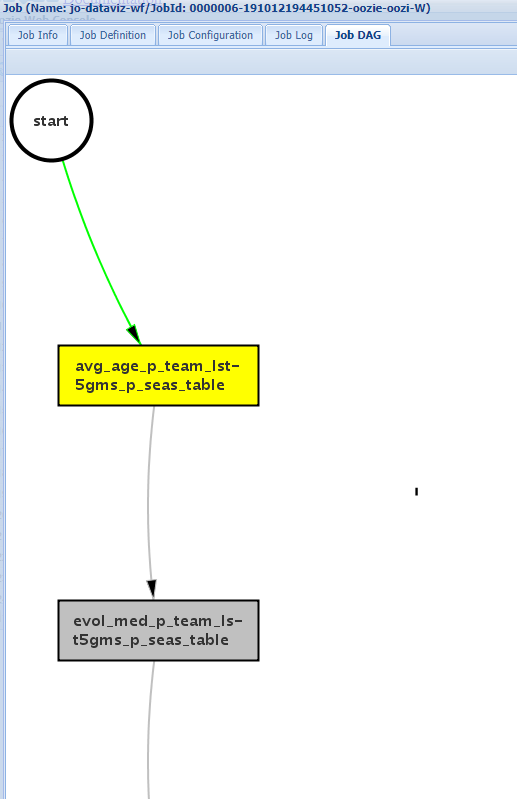 Job (Name: jo-dataviz-wf/JobId: 0000006-191012194451052-oozie-oozi-W)
Job Info Job Definition Job Configuration Job Log Job DAG
start
avg_age_p_team_lst-
5gms_p_seas_table
evol_med_p_team_ls-
t5gms_p_seas_table